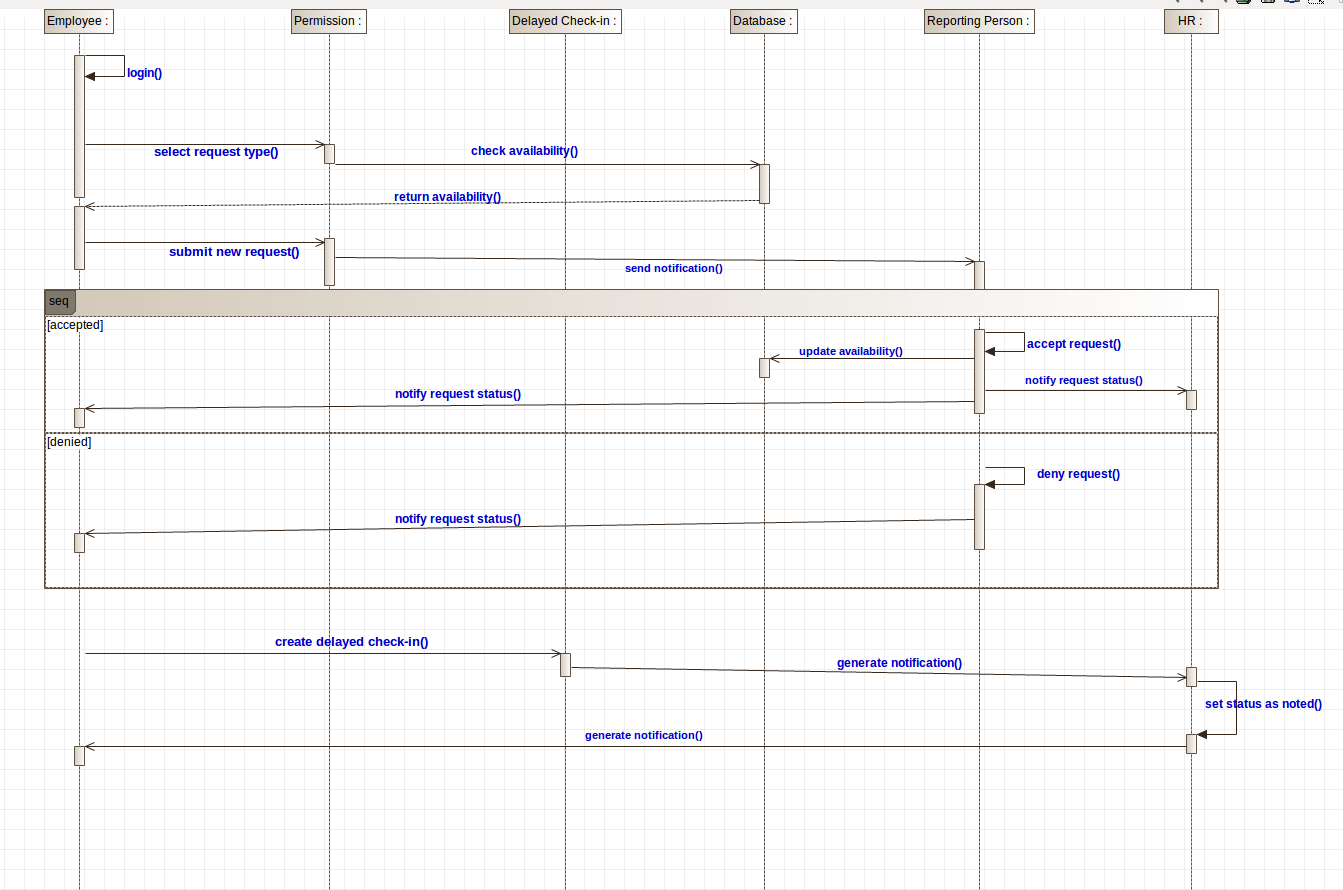 Employee :
Permission :
Delayed Check-in :
Database :
Reporting Person :
HR :
login()
select request type()
check availability()
return availability()
submit new request()
send notification()
seq
[accepted]
accept request()
update availability()
notify request status()
notify request status()
[denied]
deny request()
notify request status()
create delayed check-in()
generate notification()
set status as noted()
generate notification()